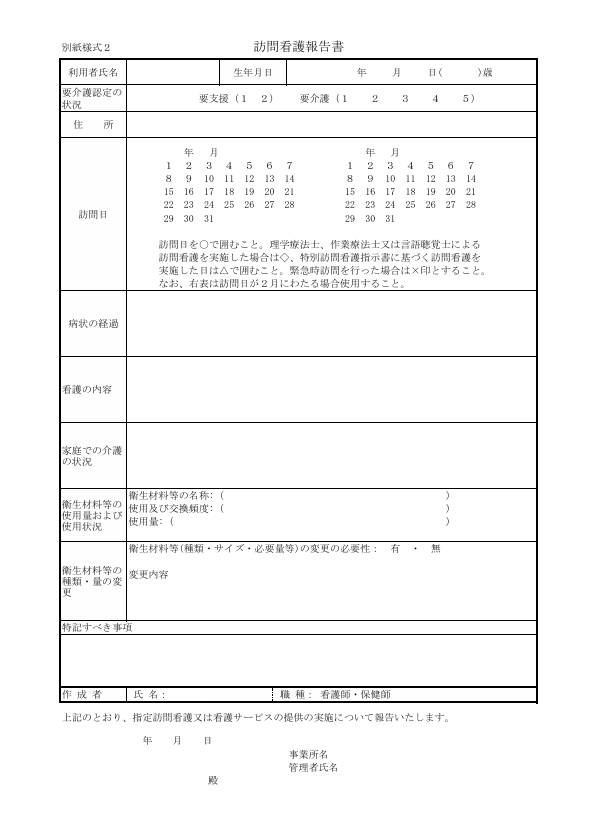 別紙様式２
訪問看護報告書
利用者氏名　生年月日　年　月　日(　)歳
要介護認定の
状況
要支援（１　２）　要介護（１　２　３　４　５）
住　所
訪問日
年　月　　年　月
1 2 3 4 5 6 7　1 2 3 4 5 6 7
8 9 10 11 12 13 14　8 9 10 11 12 13 14
15 16 17 18 19 20 21　15 16 17 18 19 20 21
22 23 24 25 26 27 28　22 23 24 25 26 27 28
29 30 31　29 30 31
訪問日を○で囲むこと。理学療法士、作業療法士又は言語聴覚士による
訪問看護を実施した場合は◇、特別訪問看護指示書に基づく訪問看護を
実施した日は△で囲むこと。緊急時訪問を行った場合は×印とすること。
なお、右表は訪問日が２月にわたる場合使用すること。
病状の経過
看護の内容
家庭での介護
の状況
衛生材料等の
使用量および
使用状況
衛生材料等の名称：（　）
使用及び交換頻度：（　）
使用量：（　）
衛生材料等の
種類・量の変
更
衛生材料等(種類・サイズ・必要量等)の変更の必要性：　有　・　無
変更内容
特記すべき事項
作 成 者　氏 名：　職 種： 看護師・保健師
上記のとおり、指定訪問看護又は看護サービスの提供の実施について報告いたします。
年　月　日
事業所名
管理者氏名
殿